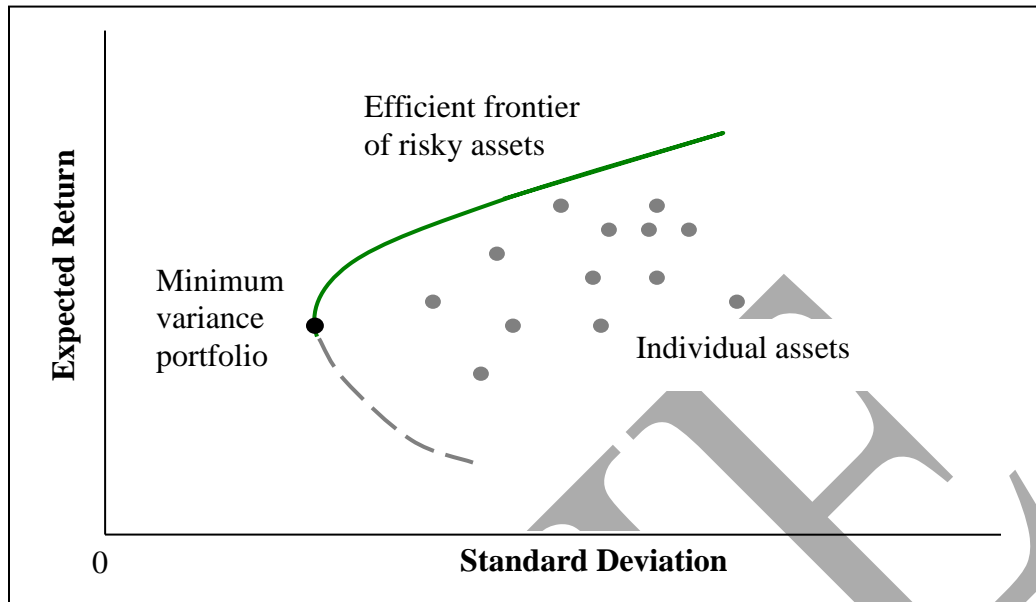 Efficient frontier
of risky assets
Expected Return
Minimum
variance
portfolio
Individual assets
0
Standard Deviation